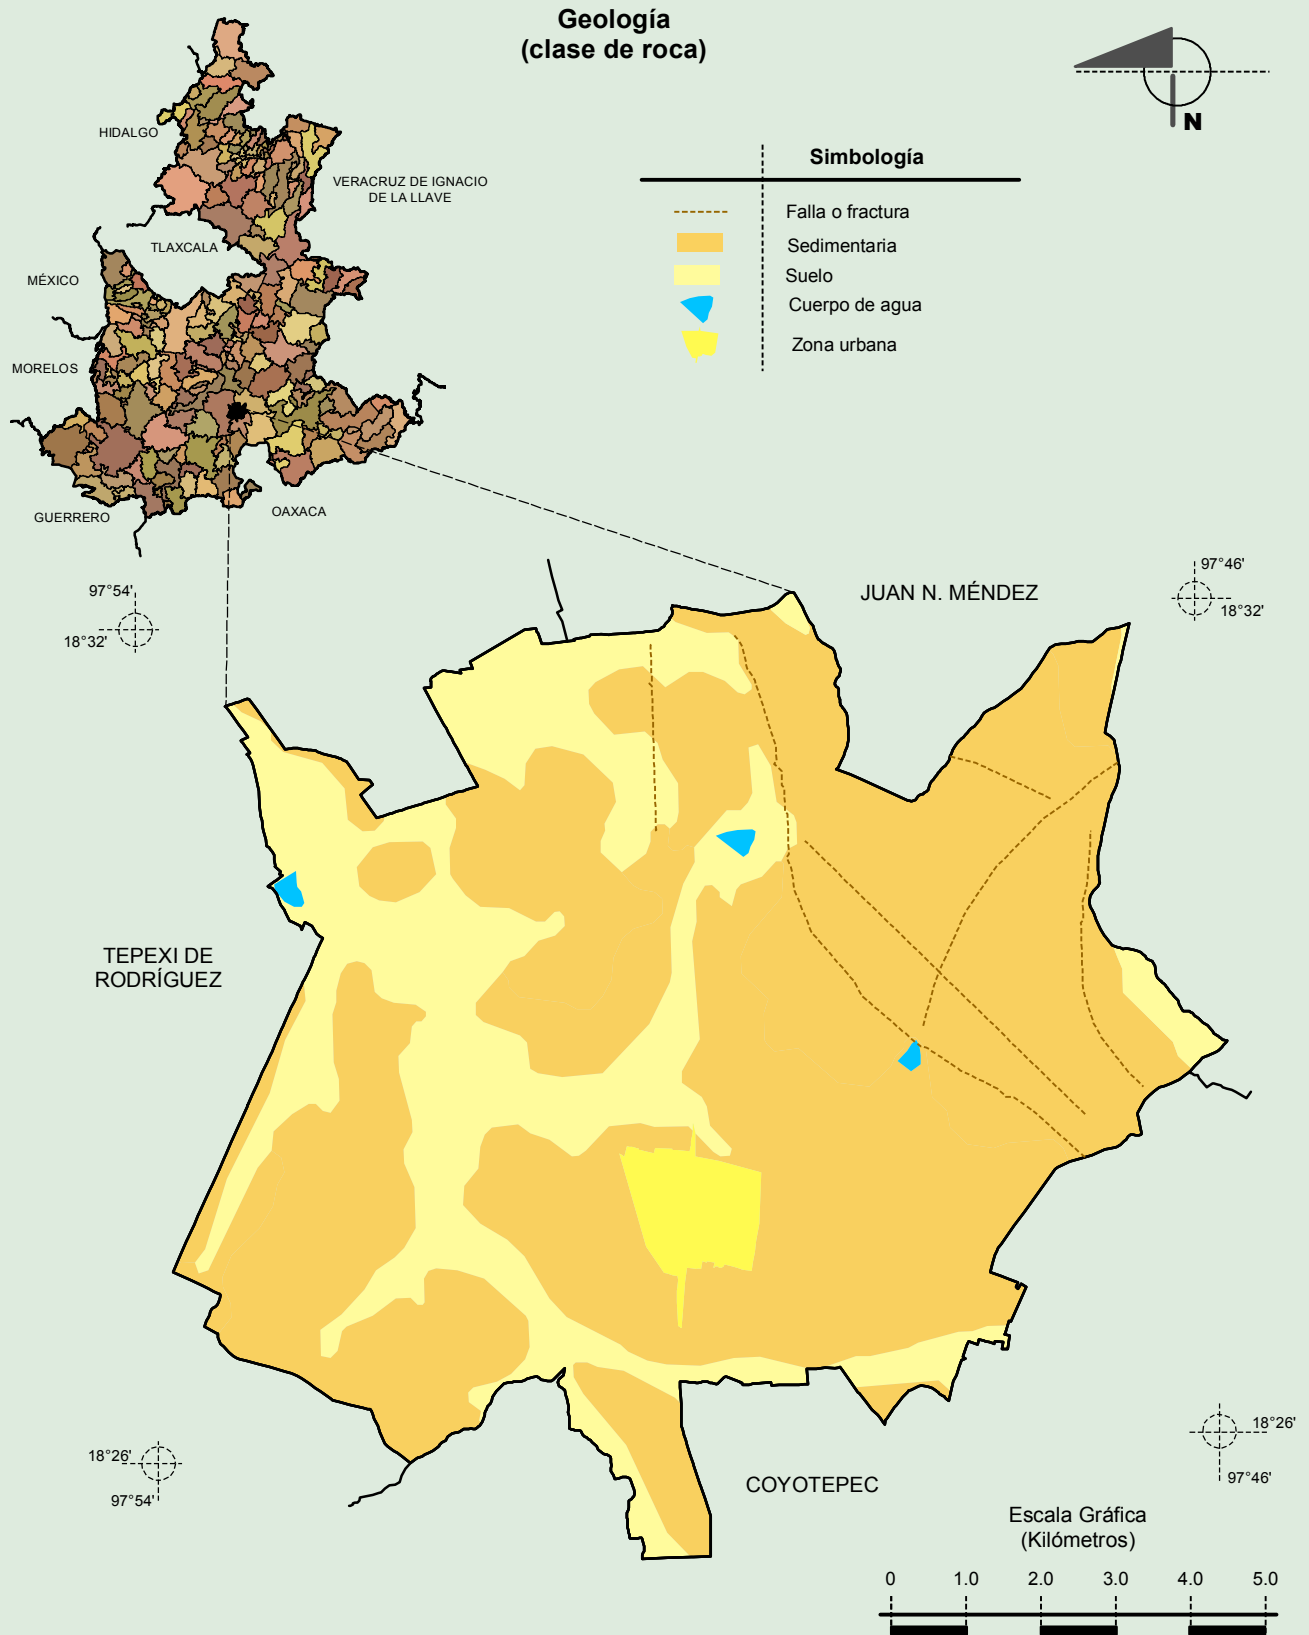 Geología
(clase de roca)
N
HIDALGO
VERACRUZ DE IGNACIO
DE LA LLAVE
TLAXCALA
MÉXICO
MORELOS
GUERRERO
OAXACA
Simbología
Falla o fractura
Sedimentaria
Suelo
Cuerpo de agua
Zona urbana
97°54'
18°32'
97°46'
18°32'
JUAN N. MÉNDEZ
TEPEXI DE
RODRÍGUEZ
COYOTEPEC
18°26'
97°54'
18°26'
97°46'
Escala Gráfica
(Kilómetros)
0 1.0 2.0 3.0 4.0 5.0